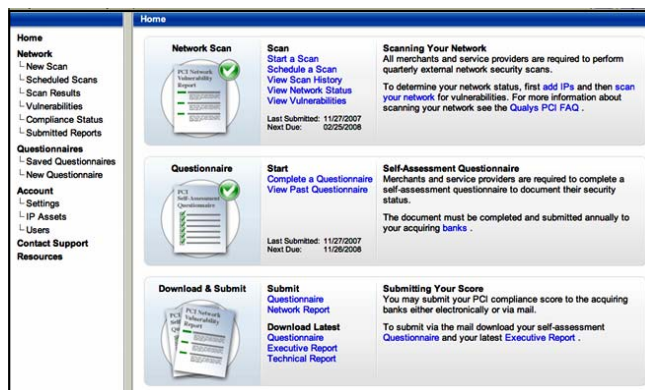 Home
Home
Network
New Scan
Scheduled Scans
Scan Results
Vulnerabilities
Compliance Status
Submitted Reports
Questionnaires
Saved Questionnaires
New Questionnaire
Account
Settings
IP Assets
Users
Contact Support
Resources
Network Scan
PCI Network
Vulnerability
Report
Scan
Start a Scan
Schedule a Scan
View Scan History
View Network Status
View Vulnerabilities
Last Submitted: 11/27/2007
Next Due: 02/25/2008
Scanning Your Network
All merchants and service providers are required to perform
quarterly external network security scans.
To determine your network status, first add IPs and then scan
your network for vulnerabilities. For more information about
scanning your network see the Qualys PCI FAQ .
Questionnaire
PCI
Self-Assessment
Questionnaire
Start
Complete a Questionnaire
View Past Questionnaire
Last Submitted: 11/27/2007
Next Due: 11/26/2008
Self-Assessment Questionnaire
Merchants and service providers are required to complete a
self-assessment questionnaire to document their security
status.
The document must be completed and submitted annually to
your acquiring banks .
Download & Submit
PCI Network
Vulnerability
Report
Submit
Questionnaire
Network Report
Download Latest
Questionnaire
Executive Report
Technical Report
Submitting Your Score
You may submit your PCI compliance score to the acquiring
banks either electronically or via mail.
To submit via the mail download your self-assessment
Questionnaire and your latest Executive Report .